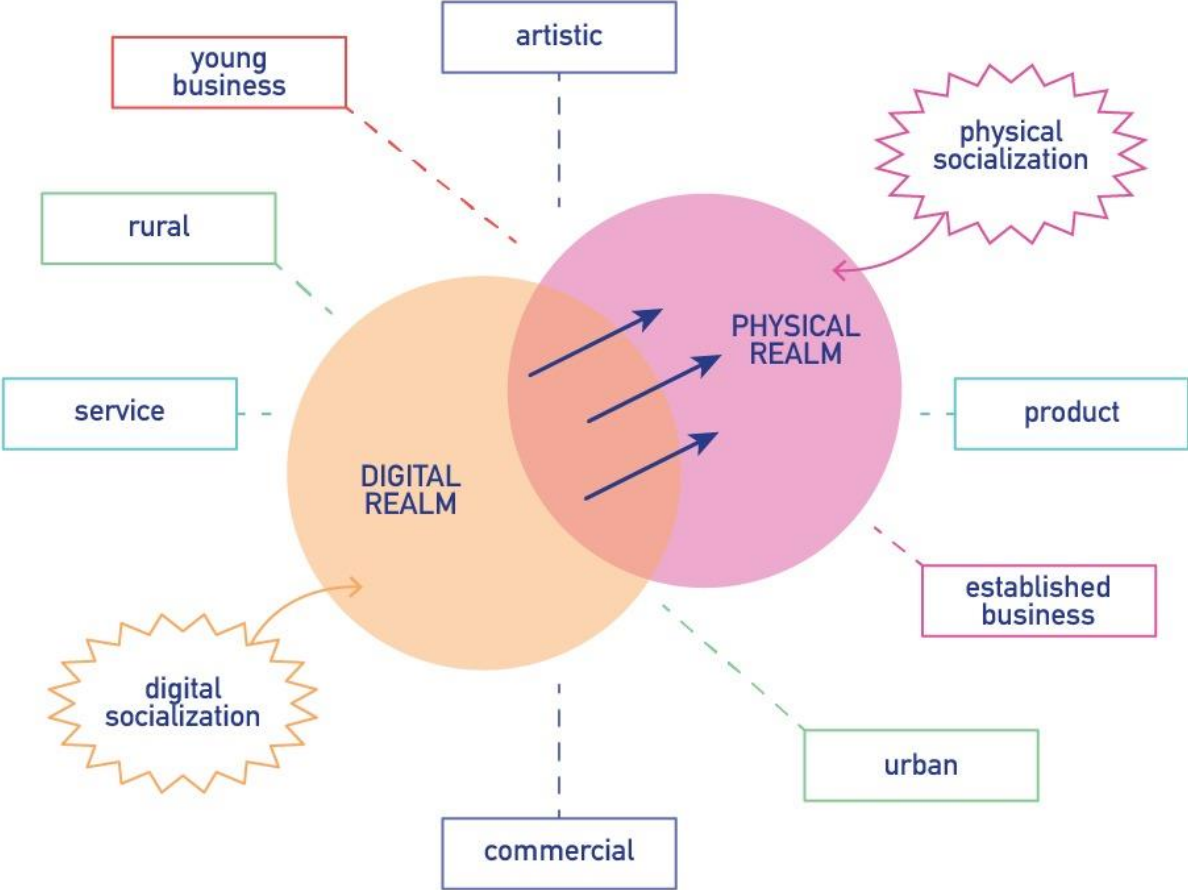 artistic
young
business
physical
socialization
rural
PHYSICAL
REALM
service
product
DIGITAL
REALM
established
business
digital
socialization
urban
commercial